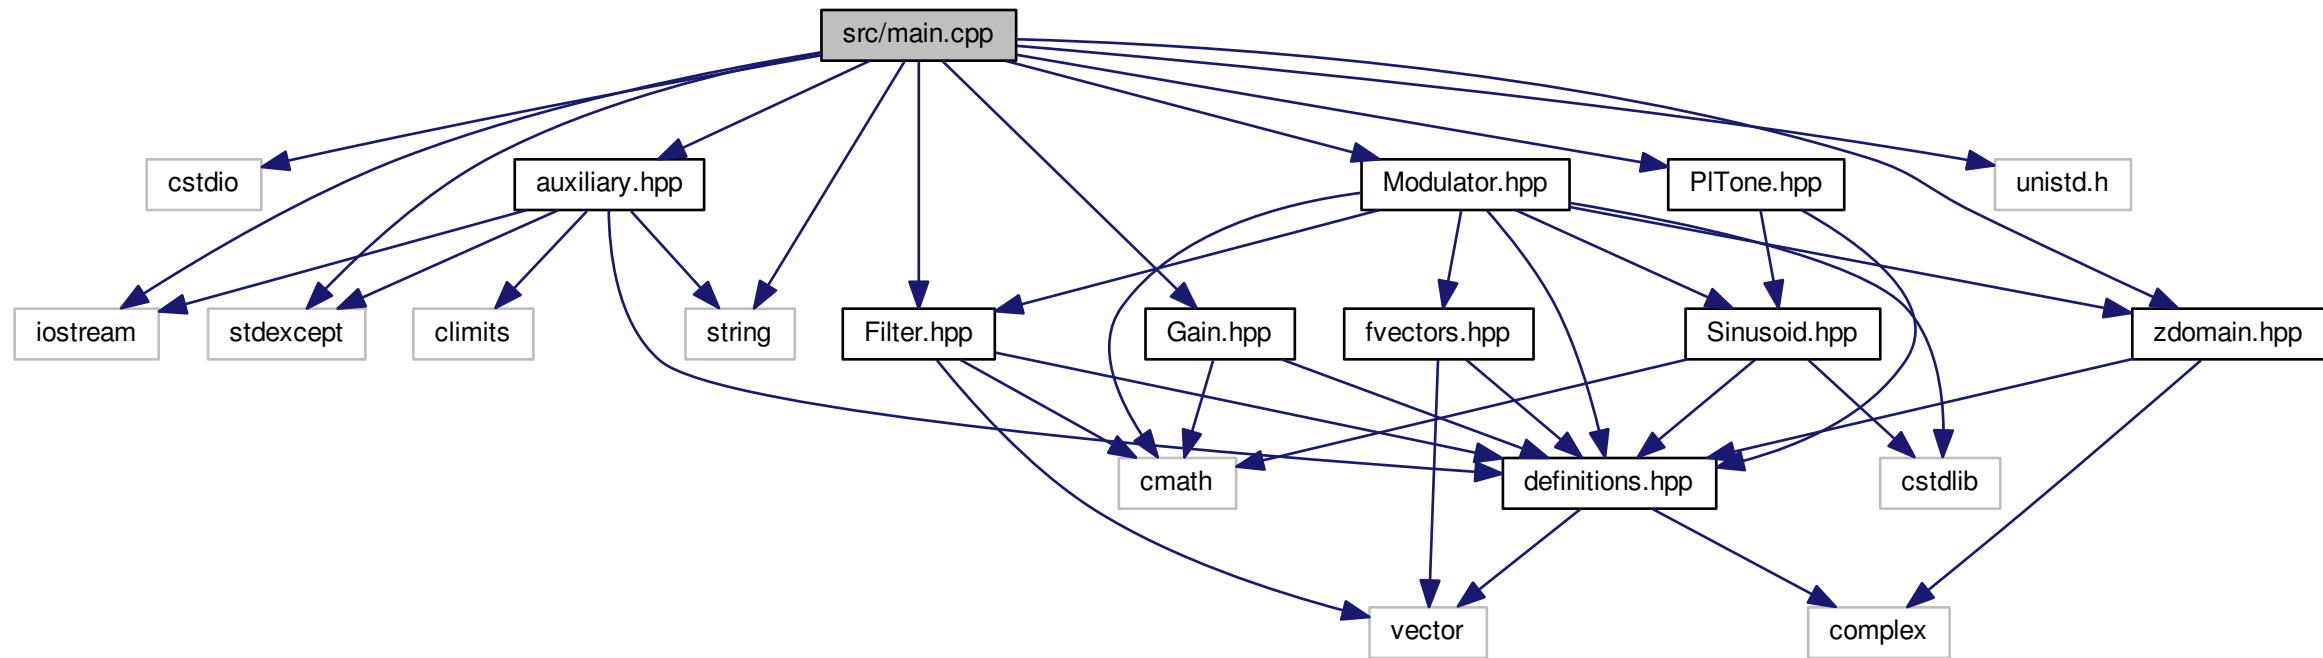 src/main.cpp
cstdio
auxiliary.hpp
Modulator.hpp
PlTone.hpp
unistd.h
iostream
stdexcept
climits
string
Filter.hpp
Gain.hpp
fvectors.hpp
Sinusoid.hpp
zdomain.hpp
cmath
definitions.hpp
cstdlib
vector
complex